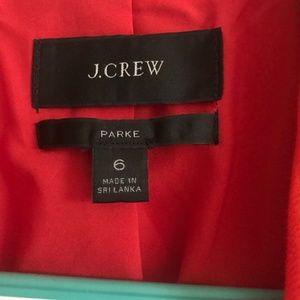 J.CREW
PARKE
6
MADE IN
SRI LANKA